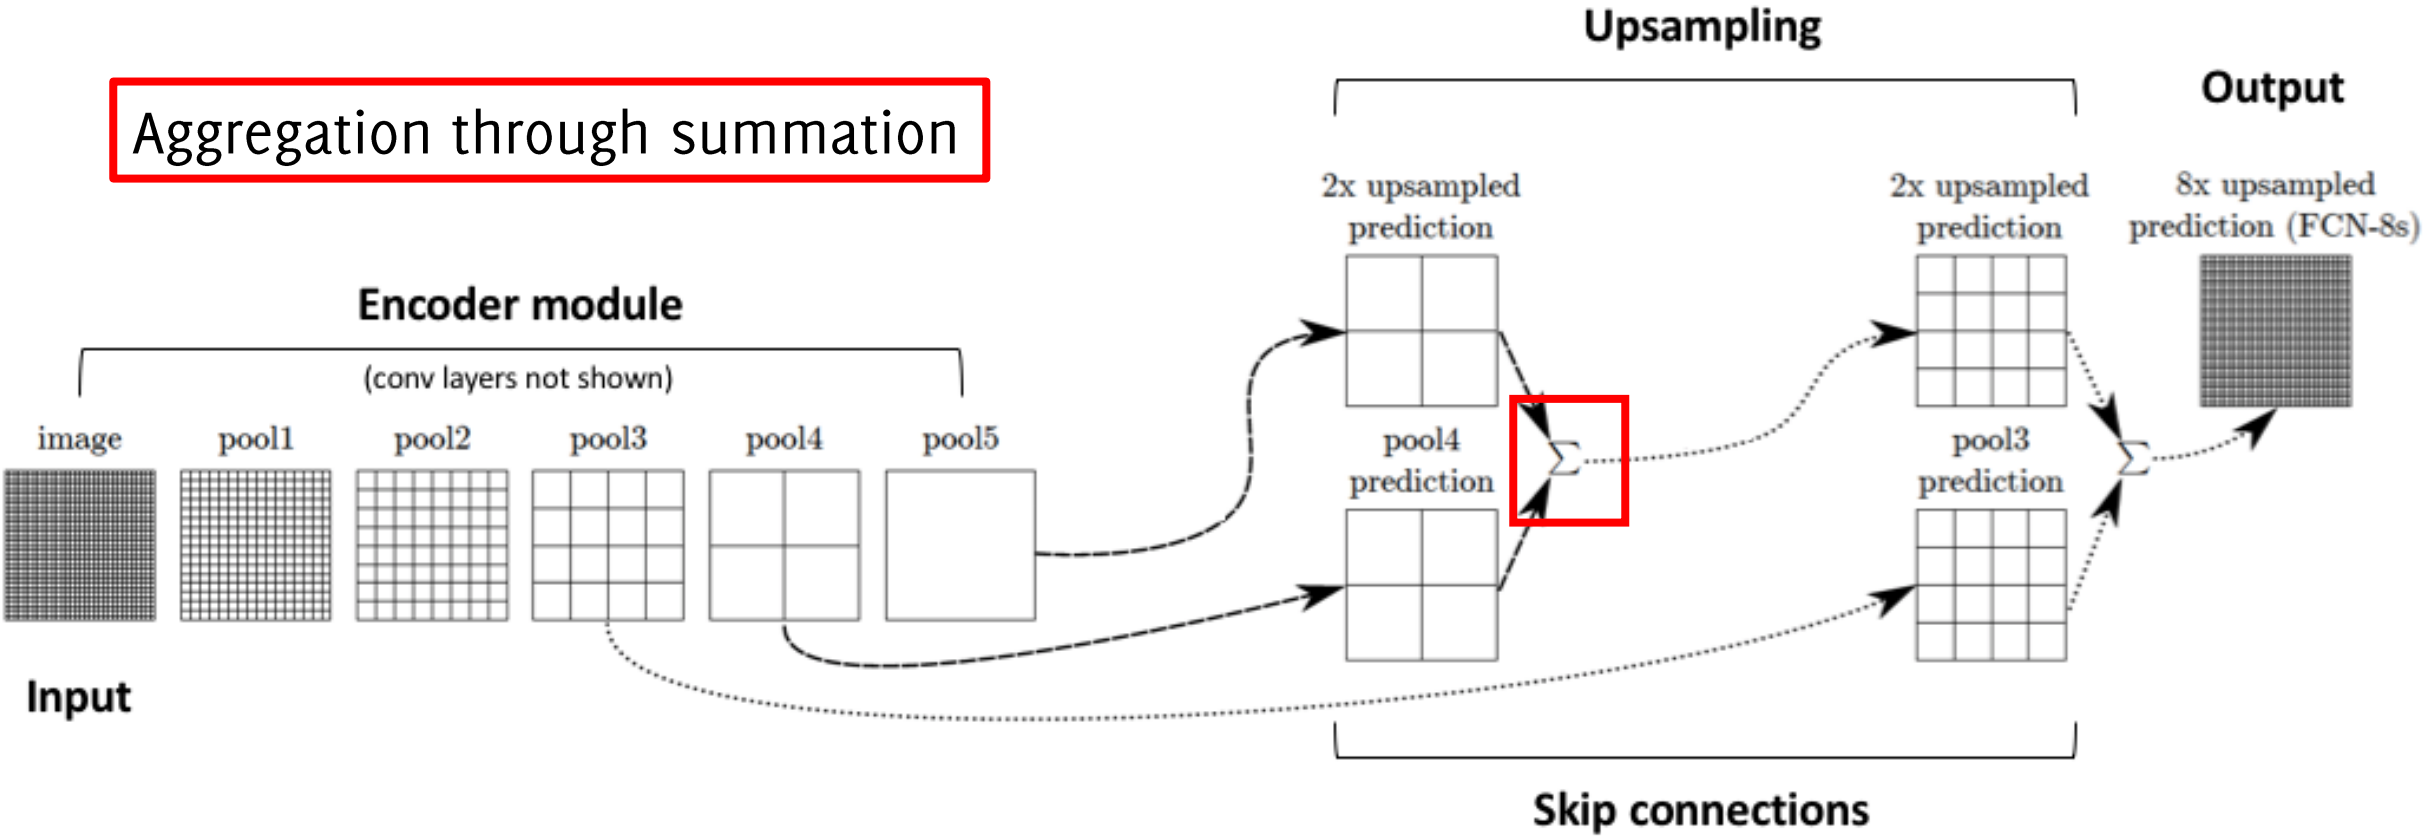 Upsampling
Output
Aggregation through summation
2x upsampled
prediction
2x upsampled
prediction
8x upsampled
prediction (FCN-8s)
Encoder module
(conv layers not shown)
image
pool1
pool2
pool3
pool4
pool5
pool4
prediction
Σ
pool3
prediction
Σ
Input
Skip connections